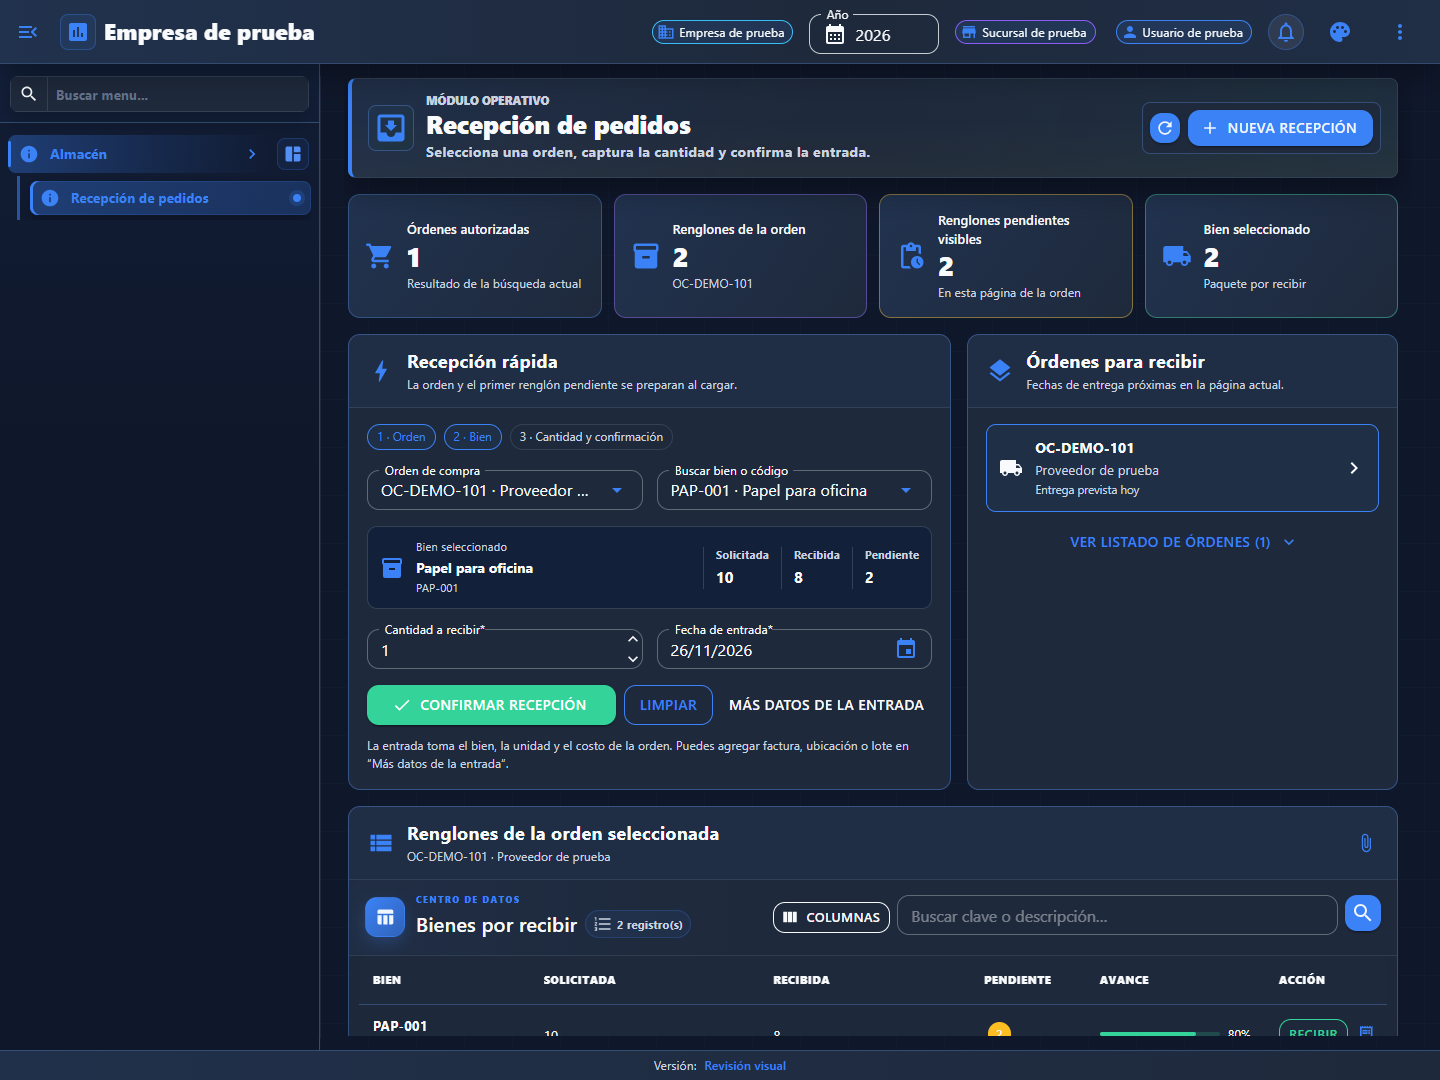 Empresa de prueba
Empresa de prueba
Año
2026
Sucursal de prueba
Usuario de prueba
Buscar menu...
Almacén
Recepción de pedidos
MÓDULO OPERATIVO
Recepción de pedidos
Selecciona una orden, captura la cantidad y confirma la entrada.
NUEVA RECEPCIÓN
Órdenes autorizadas
1
Resultado de la búsqueda actual
Renglones de la orden
2
OC-DEMO-101
Renglones pendientes
visibles
2
En esta página de la orden
Bien seleccionado
2
Paquete por recibir
Recepción rápida
La orden y el primer renglón pendiente se preparan al cargar.
1 · Orden
2 · Bien
3 · Cantidad y confirmación
Orden de compra
OC-DEMO-101 · Proveedor ...
Buscar bien o código
PAP-001 · Papel para oficina
Bien seleccionado
Papel para oficina
PAP-001
Solicitada
10
Recibida
8
Pendiente
2
Cantidad a recibir*
1
Fecha de entrada*
26/11/2026
CONFIRMAR RECEPCIÓN
LIMPIAR
MÁS DATOS DE LA ENTRADA
La entrada toma el bien, la unidad y el costo de la orden. Puedes agregar factura, ubicación o lote en
“Más datos de la entrada”.
Órdenes para recibir
Fechas de entrega próximas en la página actual.
OC-DEMO-101
Proveedor de prueba
Entrega prevista hoy
VER LISTADO DE ÓRDENES (1)
Renglones de la orden seleccionada
OC-DEMO-101 · Proveedor de prueba
CENTRO DE DATOS
Bienes por recibir
2 registro(s)
COLUMNAS
Buscar clave o descripción...
BIEN
SOLICITADA
RECIBIDA
PENDIENTE
AVANCE
ACCIÓN
PAP-001
10
8
2
80%
RECIBIR
Versión:
Revisión visual